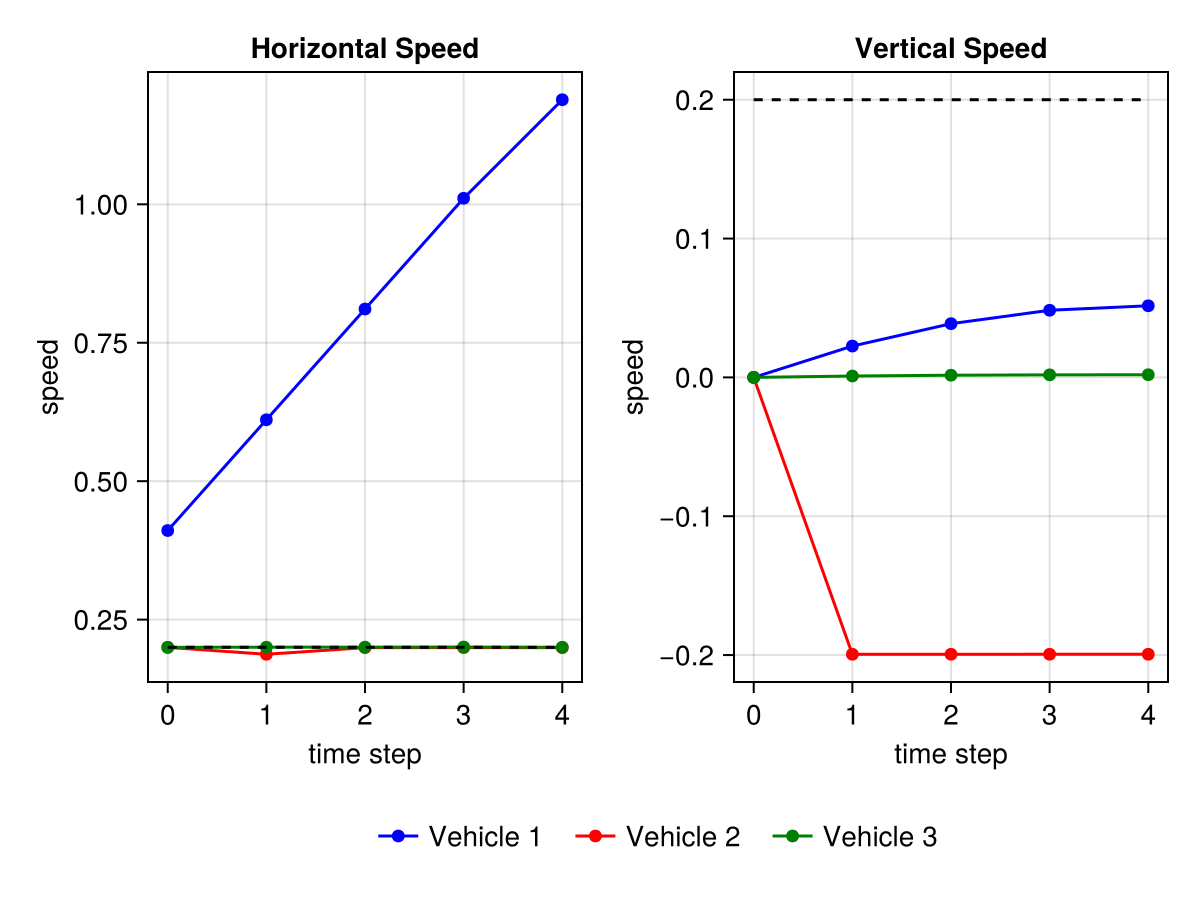 Horizontal Speed
speed
1.00
0.75
0.50
0.25
0 1 2 3 4
time step
Vertical Speed
speed
0.2
0.1
0.0
−0.1
−0.2
0 1 2 3 4
time step
Vehicle 1 Vehicle 2 Vehicle 3